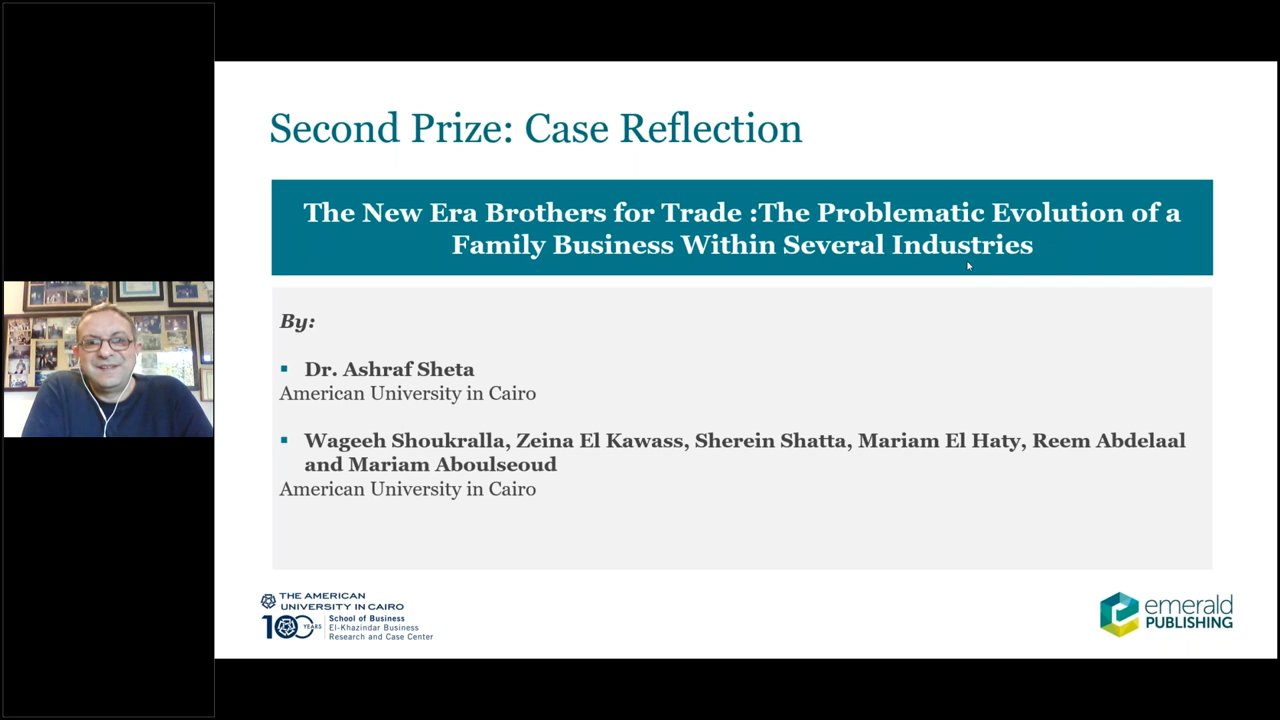 Second Prize: Case Reflection
The New Era Brothers for Trade :The Problematic Evolution of a
Family Business Within Several Industries
By:
▪ Dr. Ashraf Sheta
American University in Cairo
▪ Wageeh Shoukralla, Zeina El Kawass, Sherein Shatta, Mariam El Haty, Reem Abdelaal
and Mariam Aboulseoud
American University in Cairo
THE AMERICAN
UNIVERSITY IN CAIRO
100 YEARS
School of Business
El-Khazindar Business
Research and Case Center
emerald
PUBLISHING